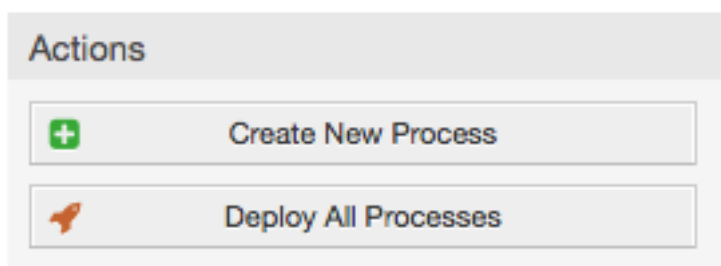 Actions
Create New Process
Deploy All Processes